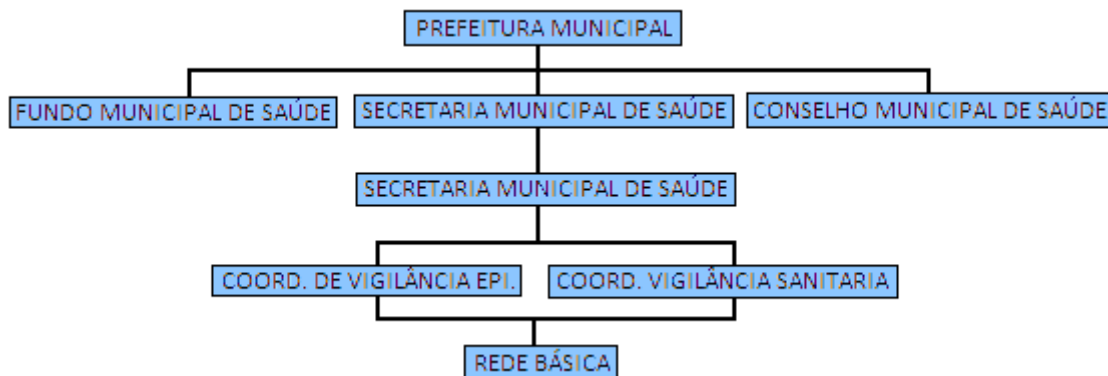 PREFEITURA MUNICIPAL
FUNDO MUNICIPAL DE SAÚDE
SECRETARIA MUNICIPAL DE SAÚDE
CONSELHO MUNICIPAL DE SAÚDE
SECRETARIA MUNICIPAL DE SAÚDE
COORD. DE VIGILÂNCIA EPI.
COORD. VIGILÂNCIA SANITARIA
REDE BÁSICA